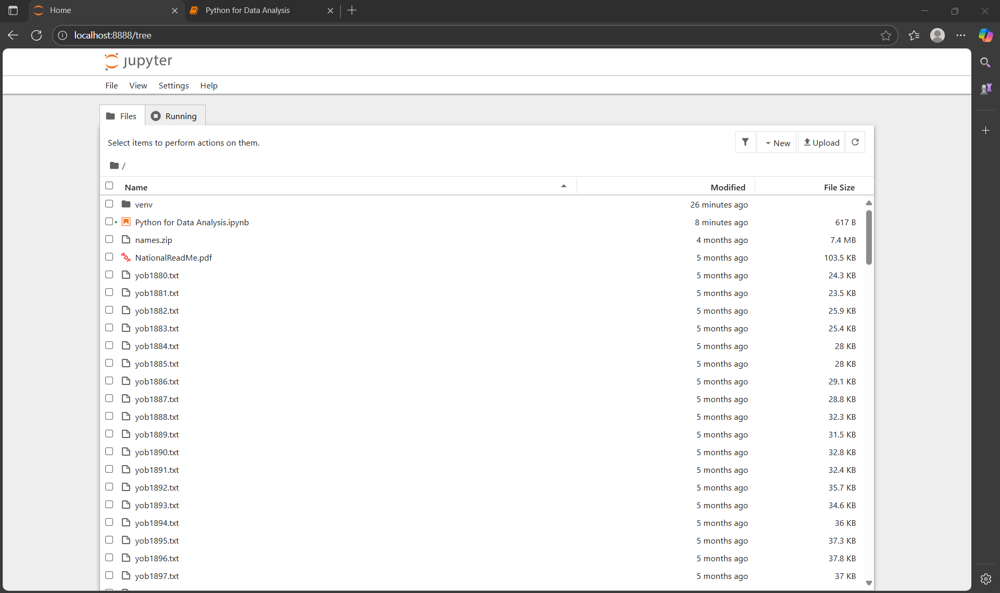 Home
Python for Data Analysis
localhost:8888/tree
jupyter
File View Settings Help
Files Running
Select items to perform actions on them.
New Upload
/
Name Modified File Size
venv 26 minutes ago
Python for Data Analysis.ipynb 8 minutes ago 617 B
names.zip 4 months ago 7.4 MB
PDF NationalReadMe.pdf 5 months ago 103.5 KB
yob1880.txt 5 months ago 24.3 KB
yob1881.txt 5 months ago 23.5 KB
yob1882.txt 5 months ago 25.9 KB
yob1883.txt 5 months ago 25.4 KB
yob1884.txt 5 months ago 28 KB
yob1885.txt 5 months ago 28 KB
yob1886.txt 5 months ago 29.1 KB
yob1887.txt 5 months ago 28.8 KB
yob1888.txt 5 months ago 32.3 KB
yob1889.txt 5 months ago 31.5 KB
yob1890.txt 5 months ago 32.8 KB
yob1891.txt 5 months ago 32.4 KB
yob1892.txt 5 months ago 35.7 KB
yob1893.txt 5 months ago 34.6 KB
yob1894.txt 5 months ago 36 KB
yob1895.txt 5 months ago 37.3 KB
yob1896.txt 5 months ago 37.8 KB
yob1897.txt 5 months ago 37 KB